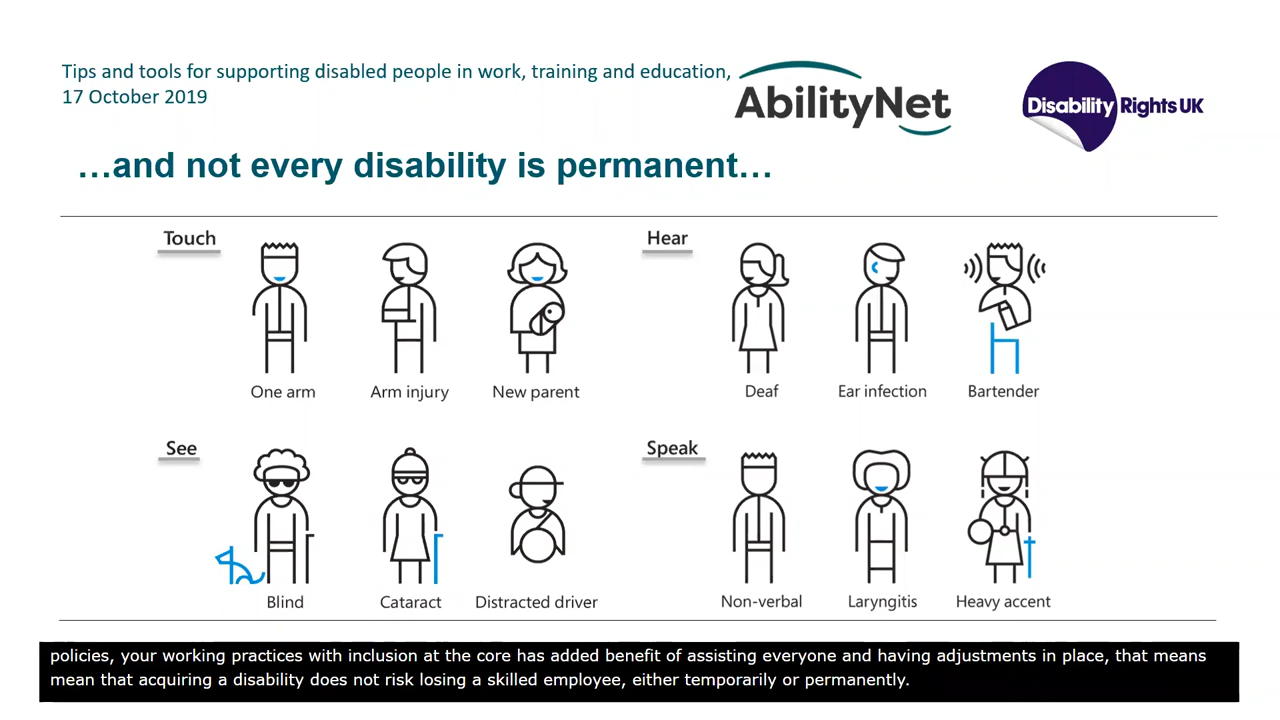 Tips and tools for supporting disabled people in work, training and education,
17 October 2019
AbilityNet
Disability Rights UK
…and not every disability is permanent…
Touch
One arm
Arm injury
New parent
Hear
Deaf
Ear infection
Bartender
See
Blind
Cataract
Distracted driver
Speak
Non-verbal
Laryngitis
Heavy accent
policies, your working practices with inclusion at the core has added benefit of assisting everyone and having adjustments in place, that means
mean that acquiring a disability does not risk losing a skilled employee, either temporarily or permanently.